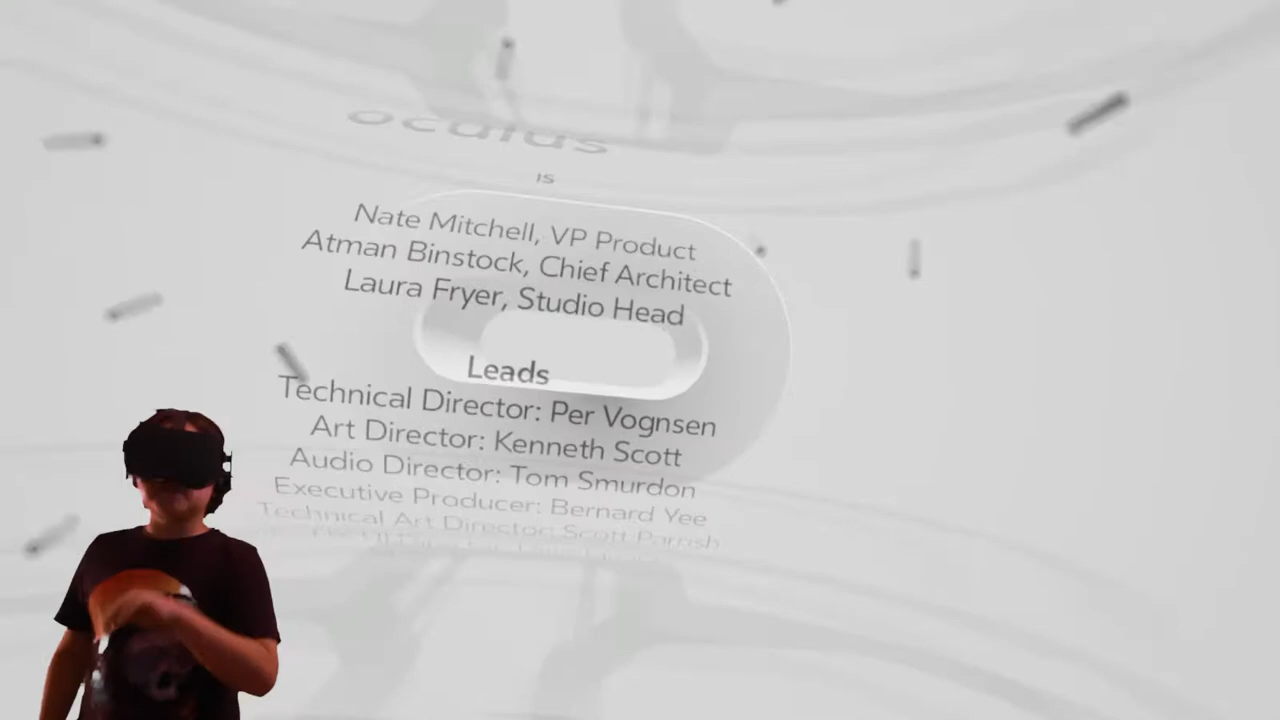 oculus
IS
Nate Mitchell, VP Product
Atman Binstock, Chief Architect
Laura Fryer, Studio Head
Leads
Technical Director: Per Vognsen
Art Director: Kenneth Scott
Audio Director: Tom Smurdon
Executive Producer: Bernard Yee
Technical Art Director: Scott Parrish